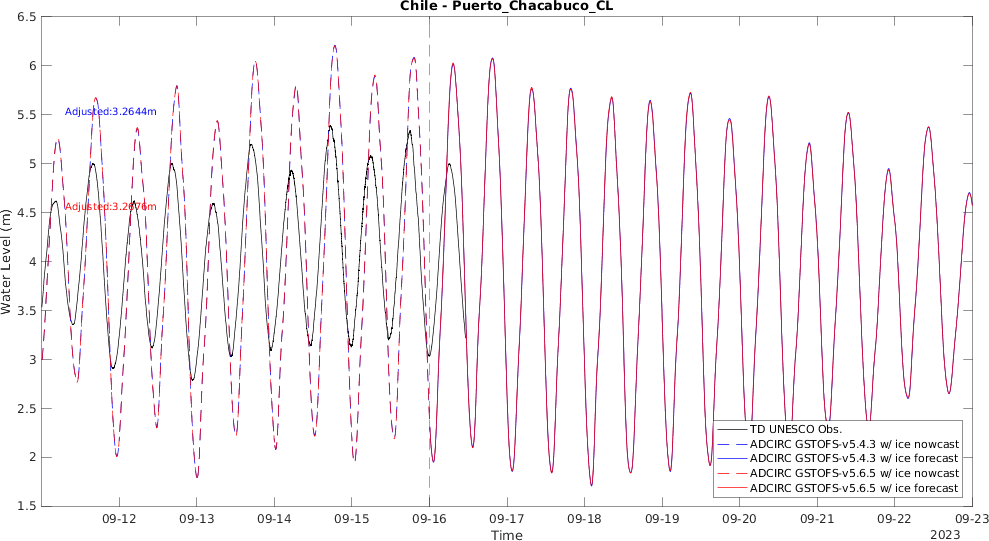 Chile - Puerto_Chacabuco_CL
6.5
6
5.5
5
4.5
4
3.5
3
2.5
2
1.5
Water Level (m)
Adjusted:3.2644m
Adjusted:3.2676m
TD UNESCO Obs.
ADCIRC GSTOFS-v5.4.3 w/ ice nowcast
ADCIRC GSTOFS-v5.4.3 w/ ice forecast
ADCIRC GSTOFS-v5.6.5 w/ ice nowcast
ADCIRC GSTOFS-v5.6.5 w/ ice forecast
09-12 09-13 09-14 09-15 09-16 09-17 09-18 09-19 09-20 09-21 09-22 09-23
Time
2023